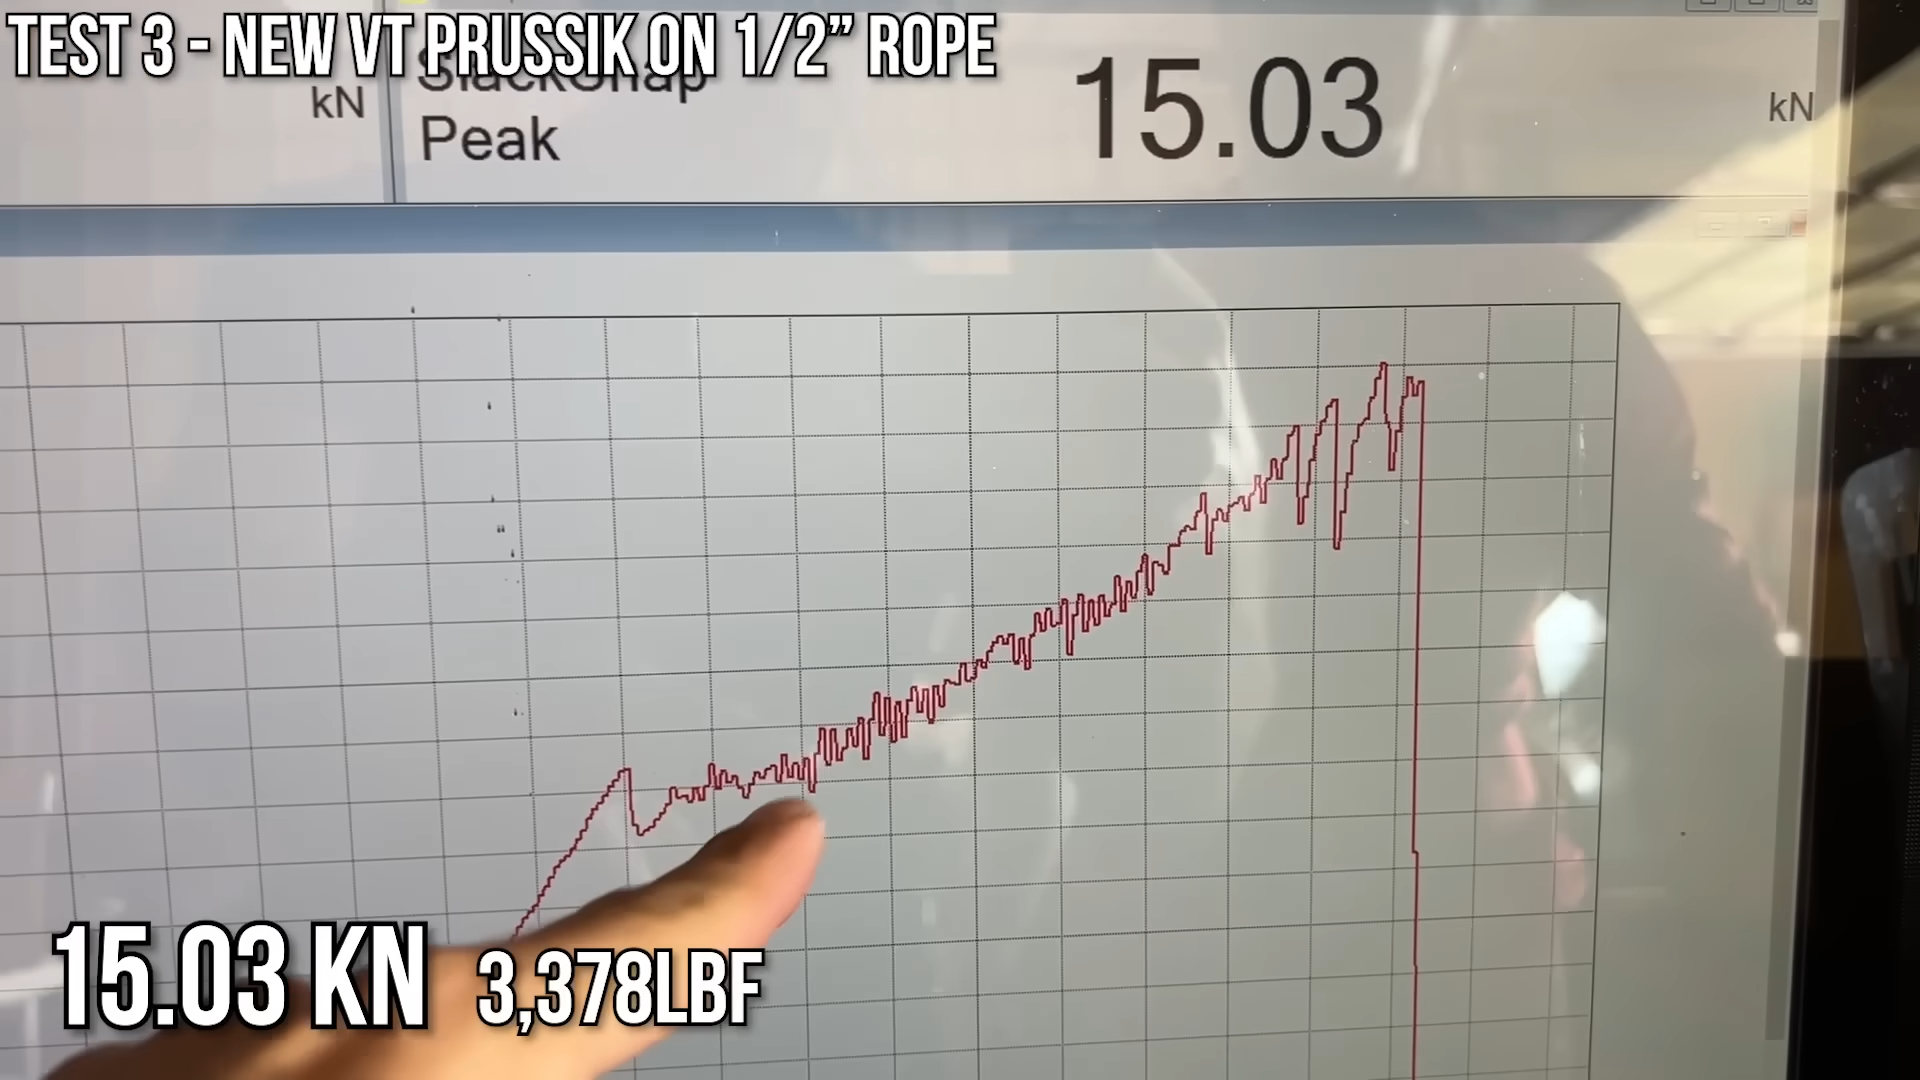 TEST 3 - NEW VT PRUSSIK ON 1/2” ROPE
kN
SlackSnap
Peak
15.03
kN
15.03 KN
3,378LBF